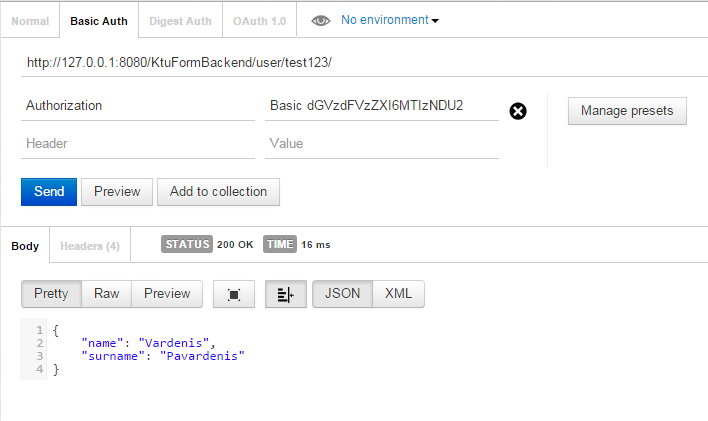 Normal Basic Auth Digest Auth OAuth 1.0 No environment
http://127.0.0.1:8080/KtuFormBackend/user/test123/
Authorization Basic dGVzdFVzZXI6MTIzNDU2 Manage presets
Header Value
Send Preview Add to collection
Body Headers (4) STATUS 200 OK TIME 16 ms
Pretty Raw Preview JSON XML
1 {
2 "name": "Vardenis",
3 "surname": "Pavardenis"
4 }